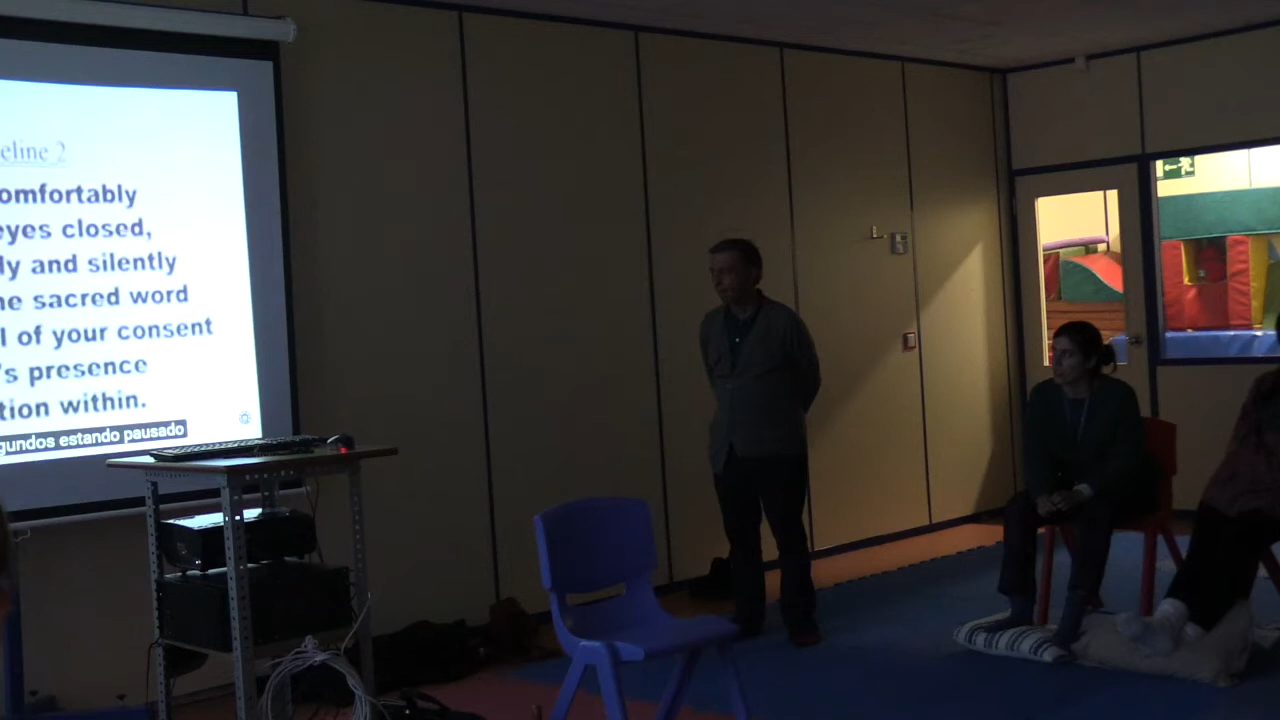 eline 2
omfortably
eyes closed,
ly and silently
he sacred word
l of your consent
's presence
tion within.
gundos estando pausado